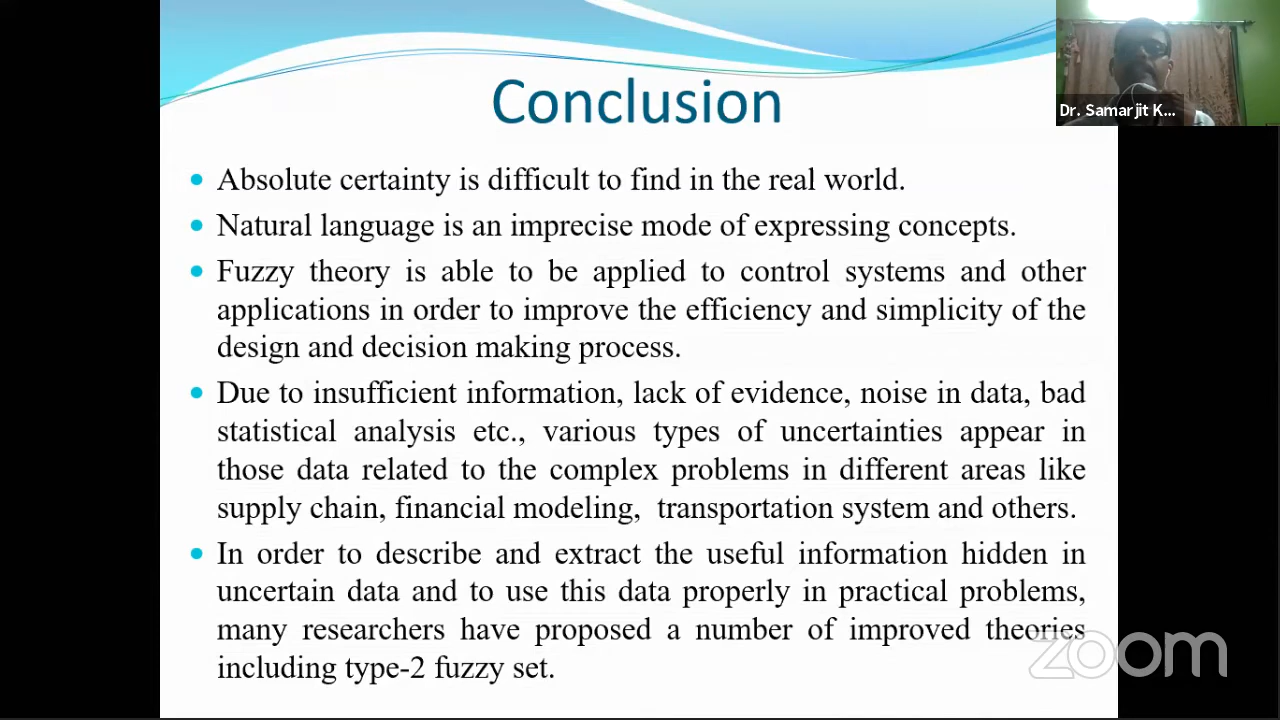 Conclusion
Dr. Samarjit K...
Absolute certainty is difficult to find in the real world.
Natural language is an imprecise mode of expressing concepts.
Fuzzy theory is able to be applied to control systems and other
applications in order to improve the efficiency and simplicity of the
design and decision making process.
Due to insufficient information, lack of evidence, noise in data, bad
statistical analysis etc., various types of uncertainties appear in
those data related to the complex problems in different areas like
supply chain, financial modeling, transportation system and others.
In order to describe and extract the useful information hidden in
uncertain data and to use this data properly in practical problems,
many researchers have proposed a number of improved theories
including type-2 fuzzy set.
zoom